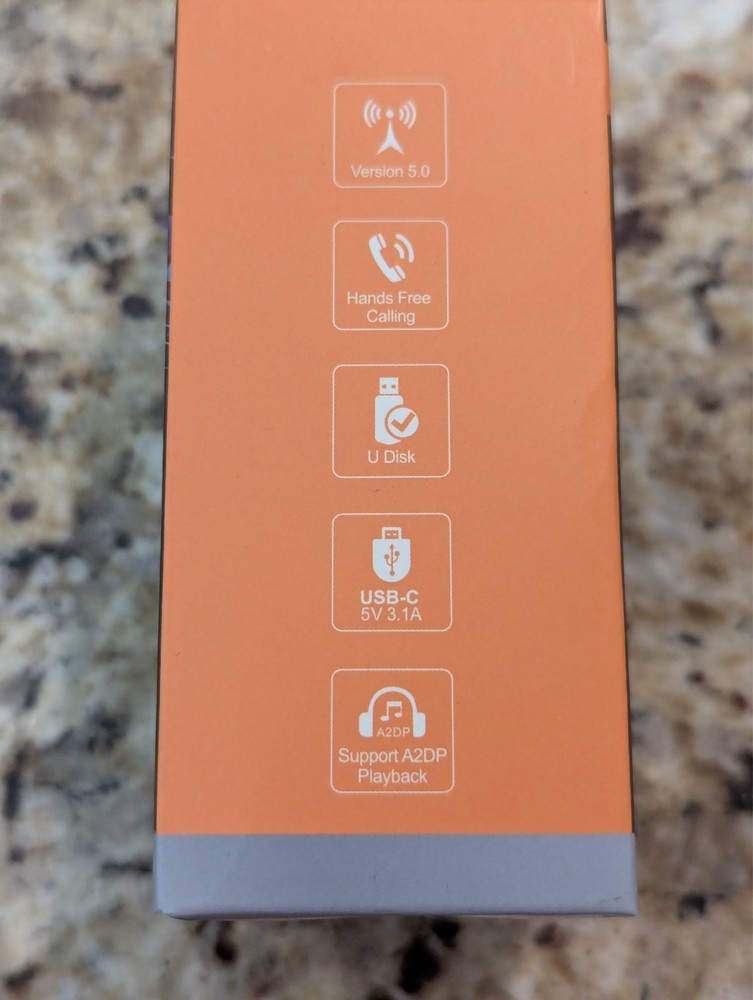 Version 5.0
Hands Free
Calling
U Disk
USB-C
5V 3.1A
A2DP
Support A2DP
Playback